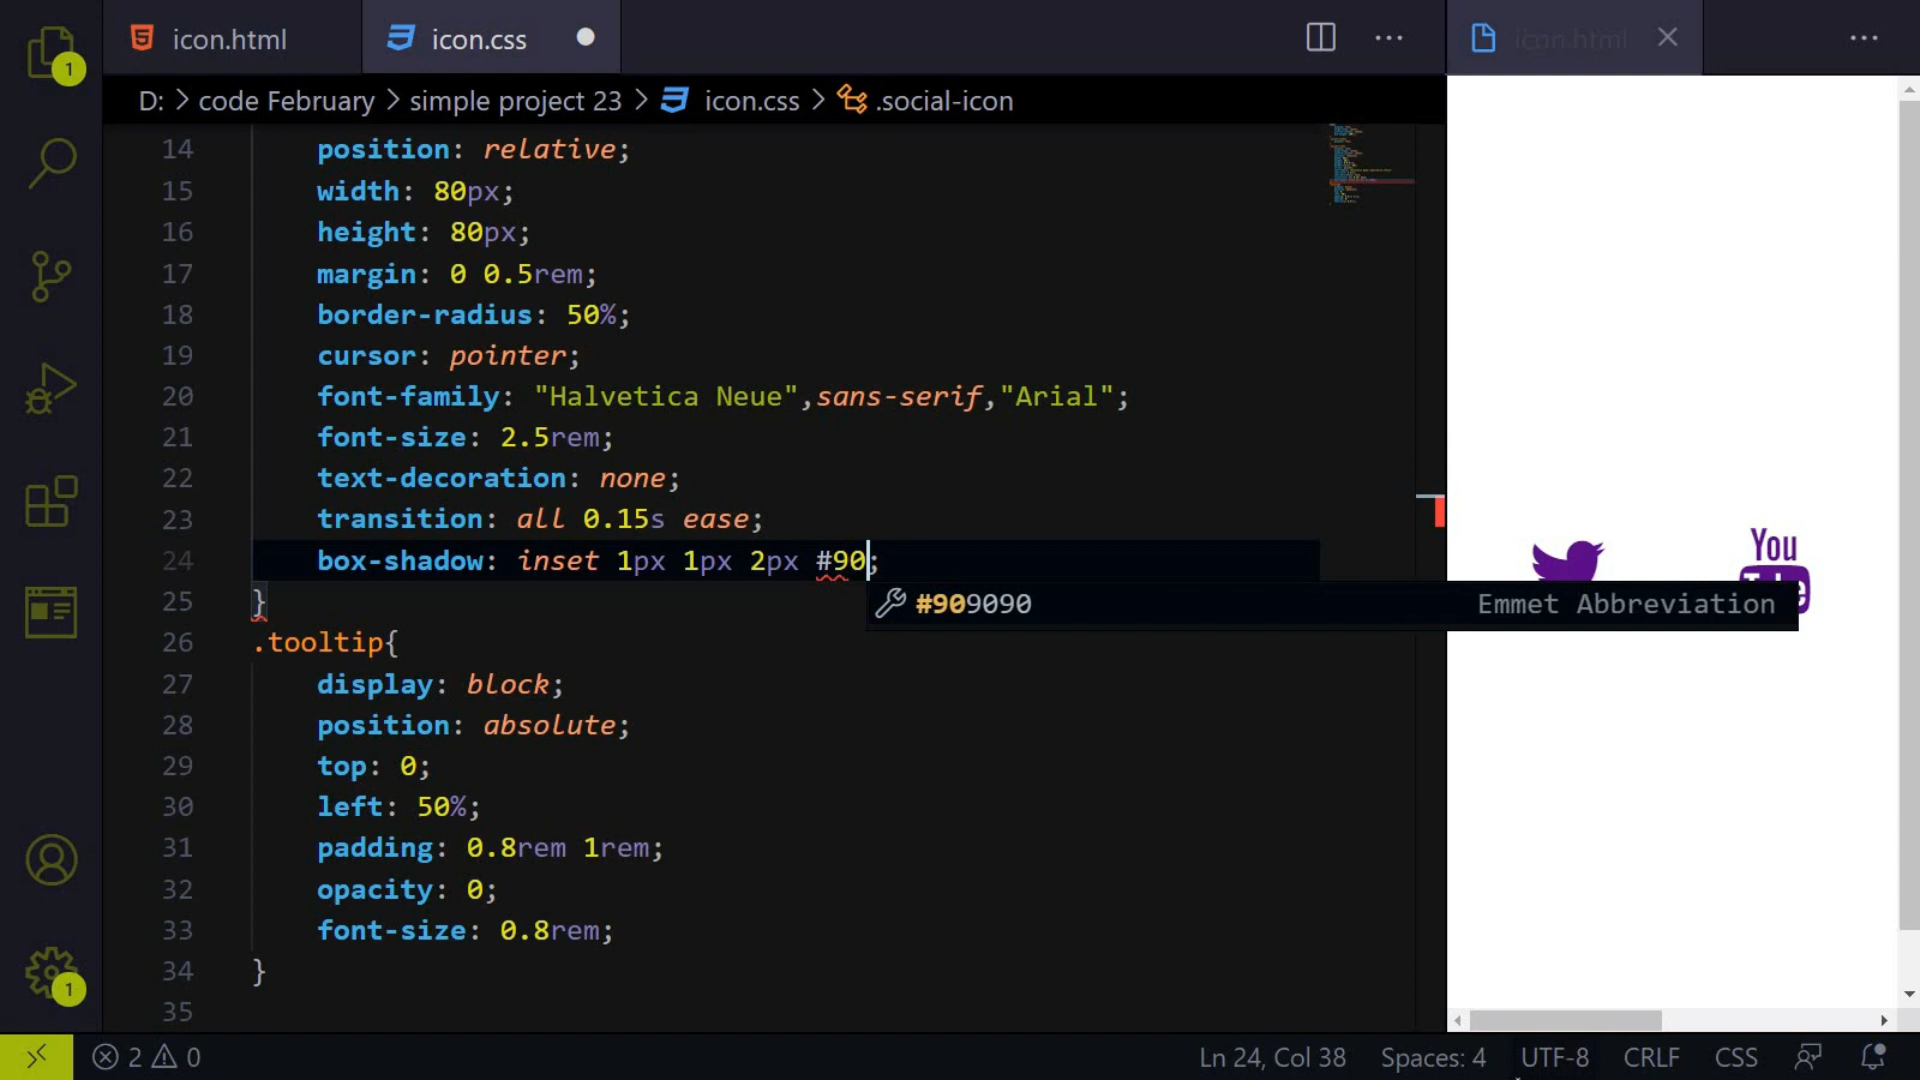 icon.html
icon.css
icon.html
1
D: > code February > simple project 23 > icon.css > .social-icon
14 position: relative;
15 width: 80px;
16 height: 80px;
17 margin: 0 0.5rem;
18 border-radius: 50%;
19 cursor: pointer;
20 font-family: "Halvetica Neue",sans-serif,"Arial";
21 font-size: 2.5rem;
22 text-decoration: none;
23 transition: all 0.15s ease;
24 box-shadow: inset 1px 1px 2px #90;
You
#909090 Emmet Abbreviation
25 }
26 .tooltip{
27 display: block;
28 position: absolute;
29 top: 0;
30 left: 50%;
31 padding: 0.8rem 1rem;
32 opacity: 0;
33 font-size: 0.8rem;
34 }
1
35
2 0 Ln 24, Col 38 Spaces: 4 UTF-8 CRLF CSS